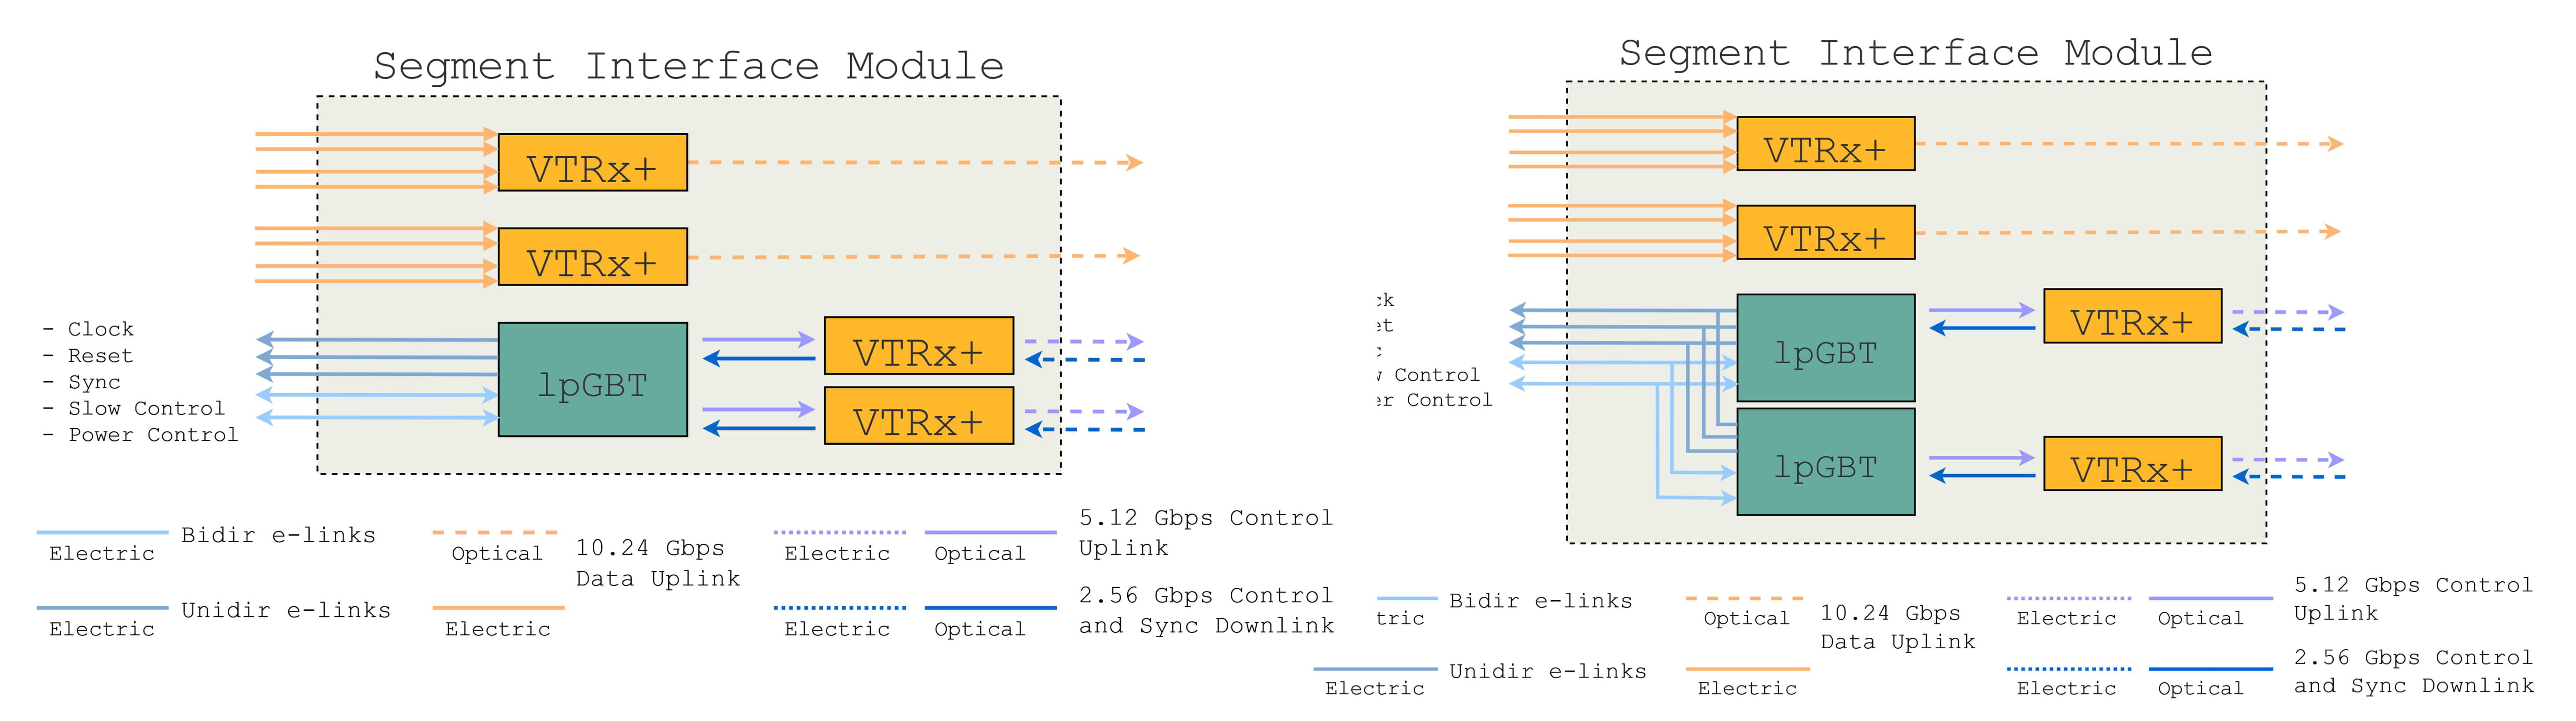 Segment Interface Module
VTRx+
VTRx+
- Clock
- Reset
- Sync
- Slow Control
- Power Control
lpGBT
VTRx+
VTRx+
Bidir e-links
Electric
Unidir e-links
Electric
Optical
10.24 Gbps
Data Uplink
Electric
Electric
Optical
5.12 Gbps Control
Uplink
Electric
Optical
2.56 Gbps Control
and Sync Downlink
Segment Interface Module
VTRx+
VTRx+
ck
et
c
w Control
er Control
lpGBT
lpGBT
VTRx+
VTRx+
Bidir e-links
tric
Unidir e-links
Electric
Optical
10.24 Gbps
Data Uplink
Electric
Electric
Optical
5.12 Gbps Control
Uplink
Electric
Optical
2.56 Gbps Control
and Sync Downlink